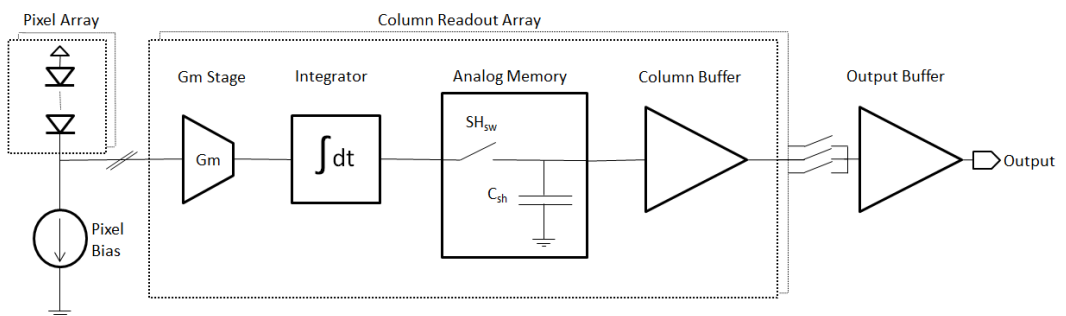 Pixel Array
Column Readout Array
Gm Stage
Integrator
Analog Memory
Column Buffer
Output Buffer
SHsw
Gm
∫dt
Csh
Output
Pixel
Bias